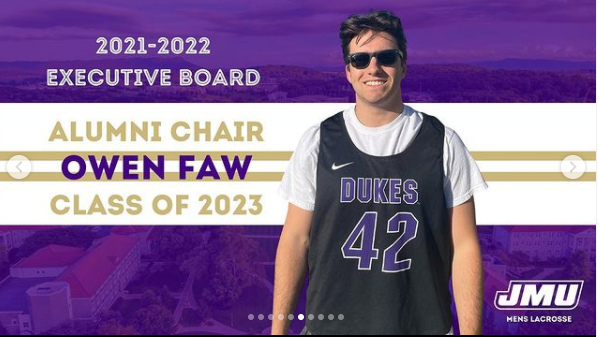 2021-2022
EXECUTIVE BOARD
ALUMNI CHAIR
OWEN FAW
CLASS OF 2023
DUKES
42
JMU
MENS LACROSSE